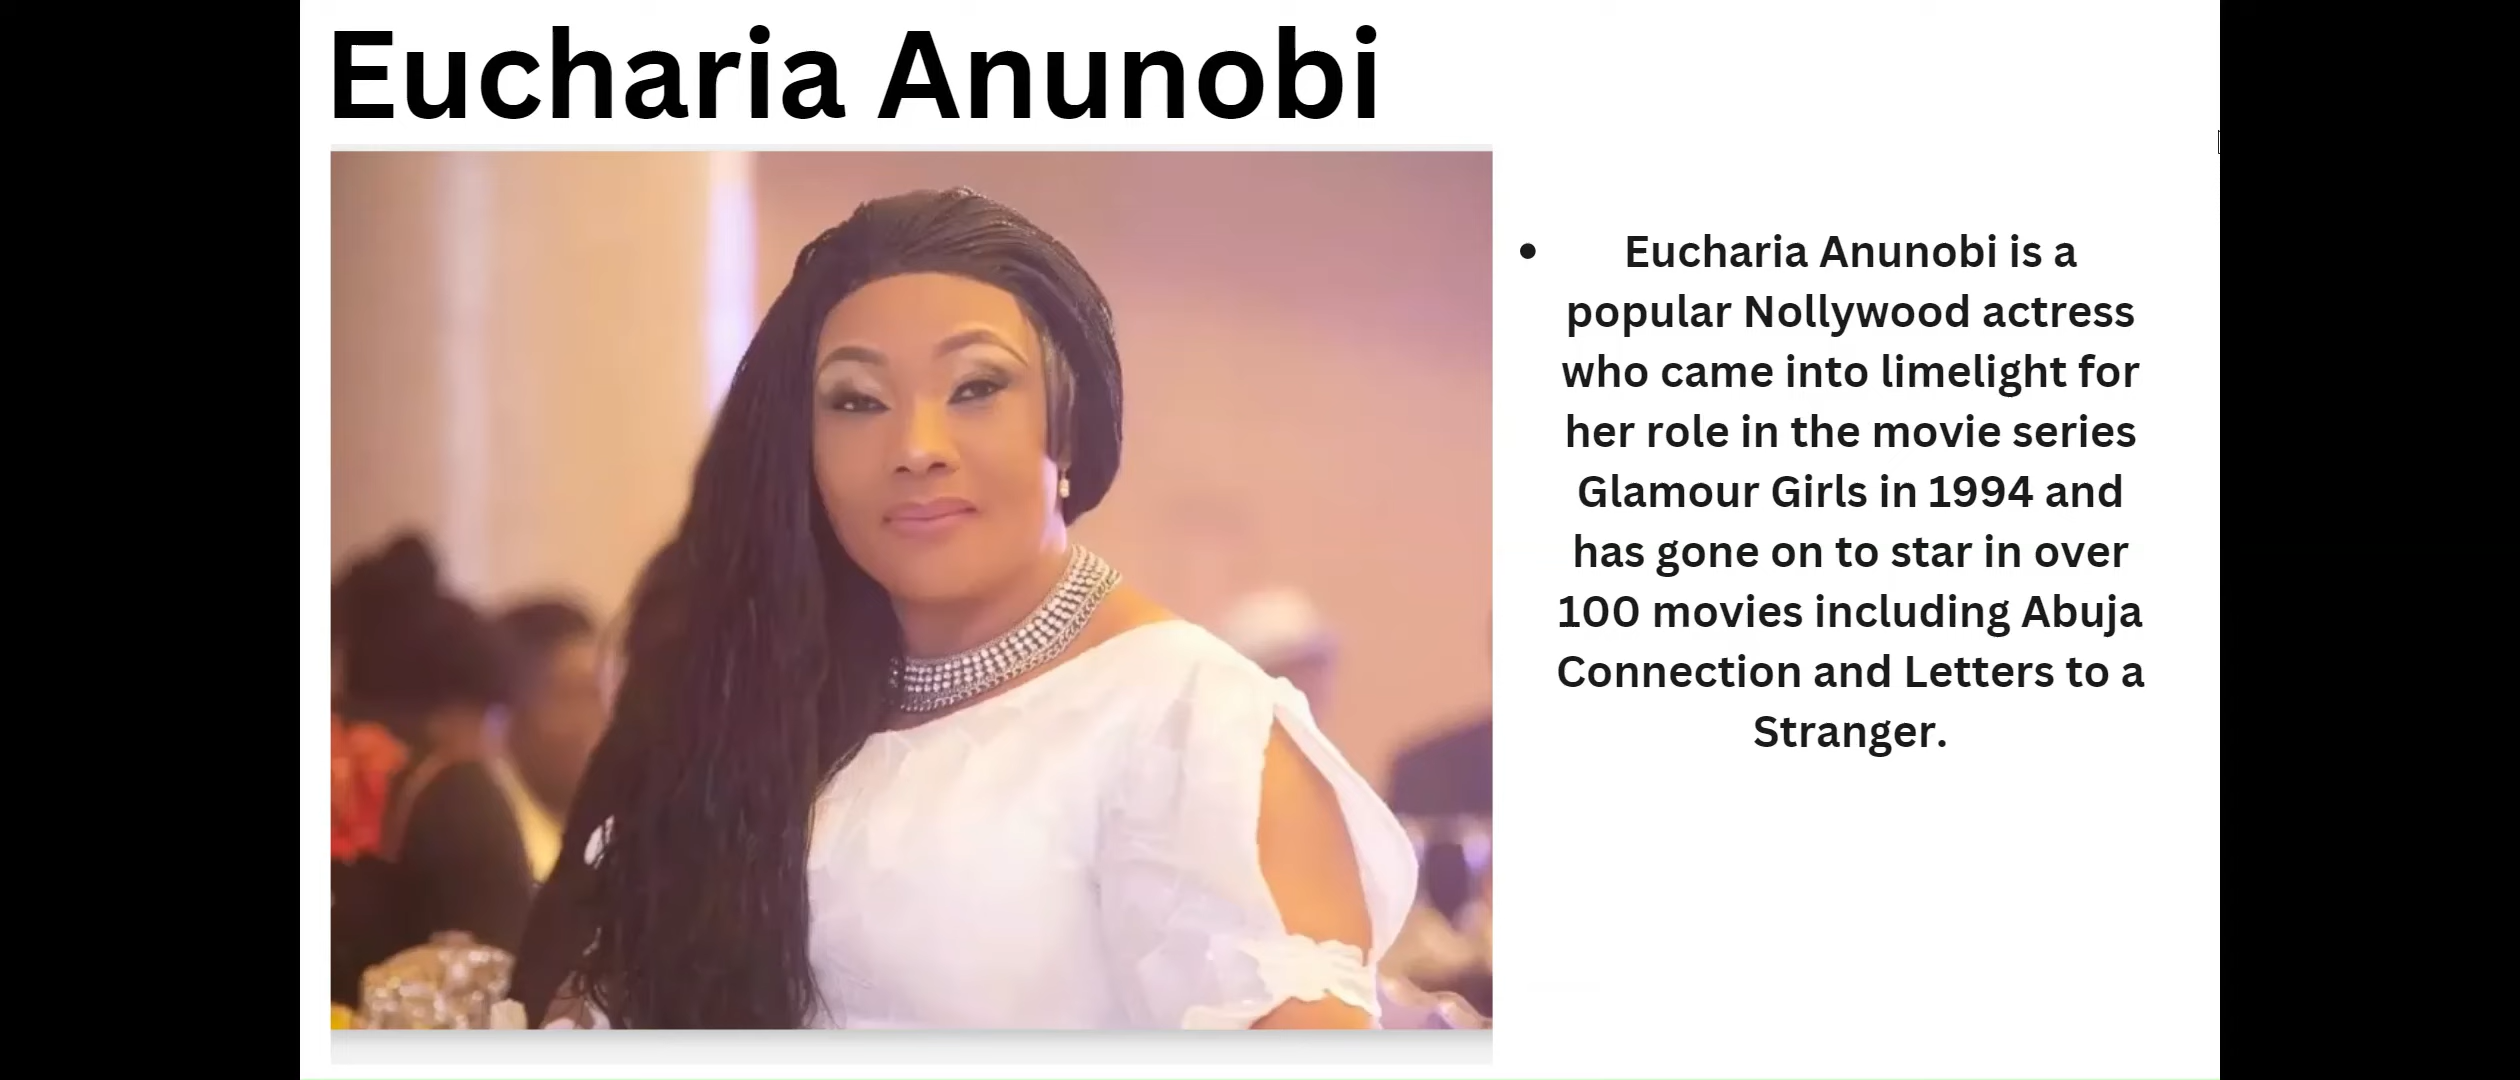 Eucharia Anunobi
• Eucharia Anunobi is a
popular Nollywood actress
who came into limelight for
her role in the movie series
Glamour Girls in 1994 and
has gone on to star in over
100 movies including Abuja
Connection and Letters to a
Stranger.